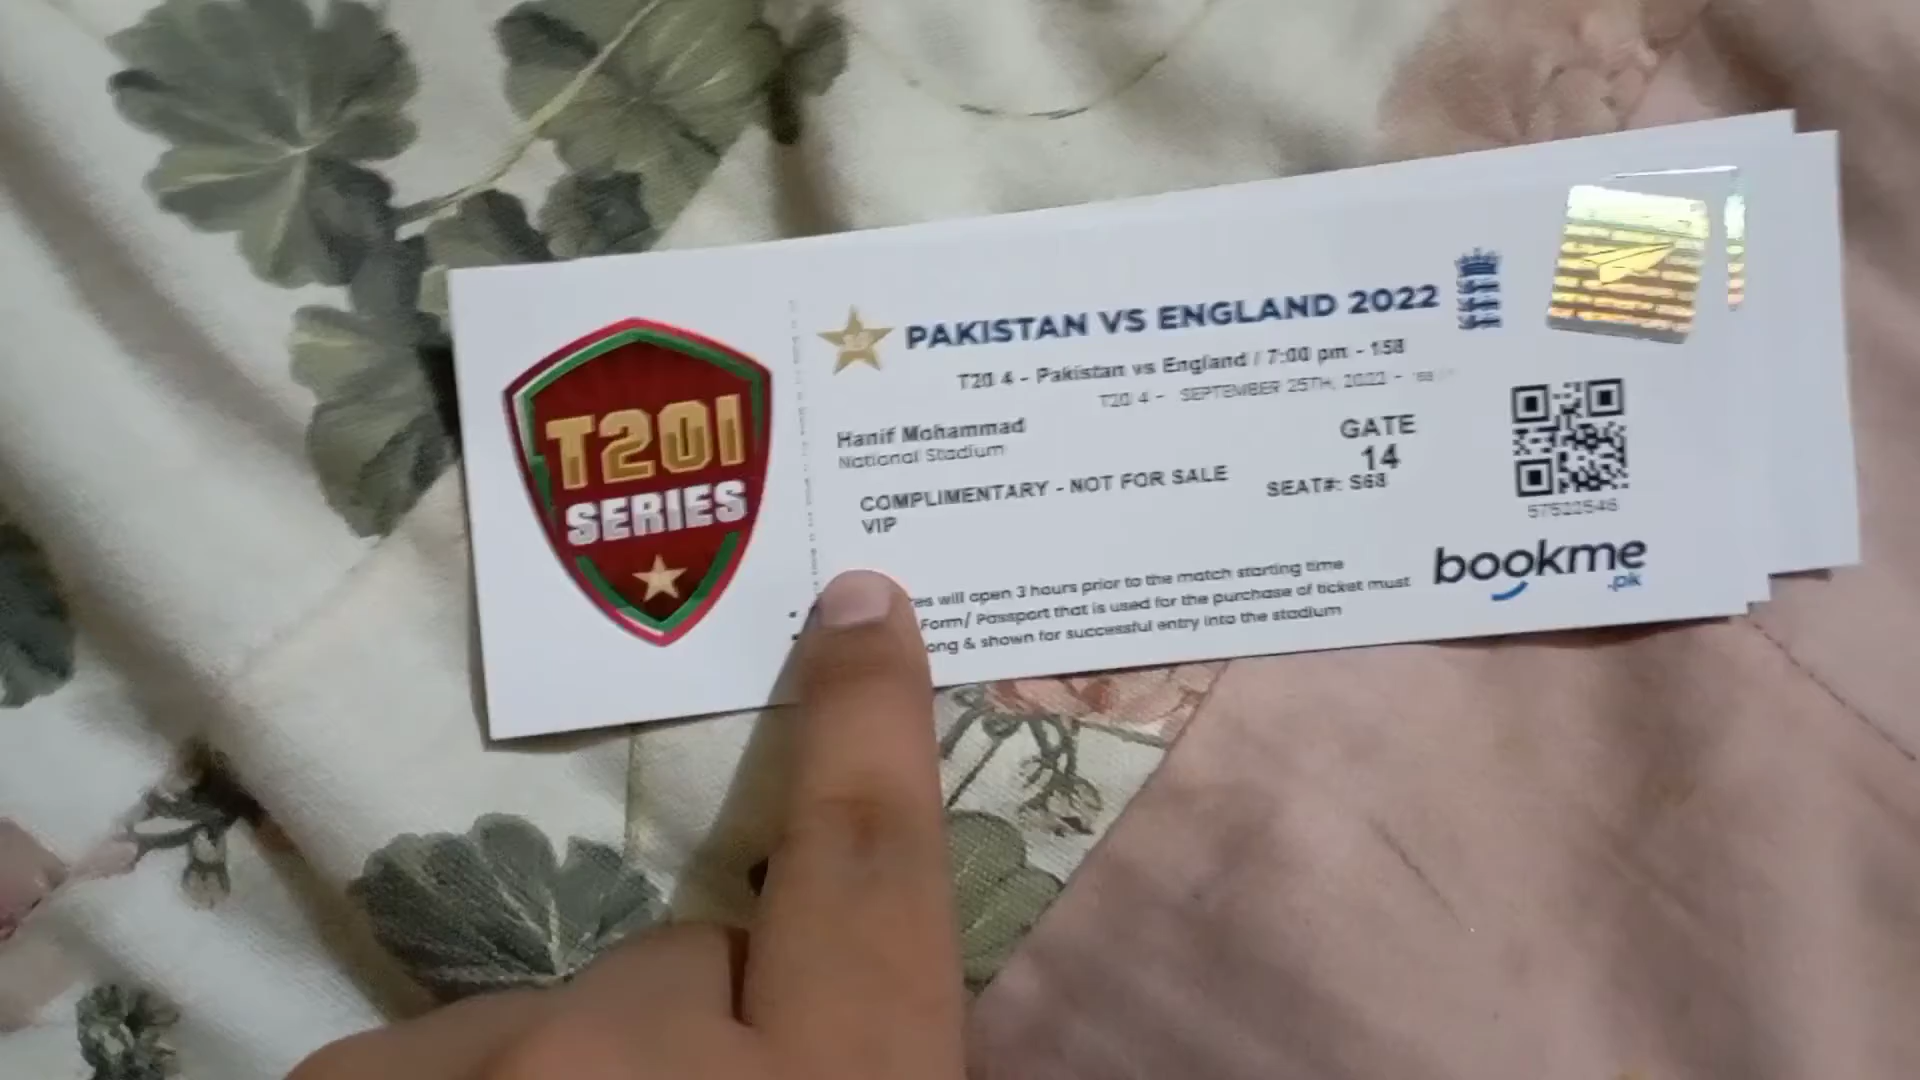 T20I
SERIES
PAKISTAN VS ENGLAND 2022
T20 4 - Pakistan vs England / 7:00 pm - 158
T20 4 - SEPTEMBER 25TH, 2022 -
Hanif Mohammad
National Stadium
GATE
14
COMPLIMENTARY - NOT FOR SALE
VIP
SEAT#: S68
57522546
will open 3 hours prior to the match starting time
Form/ Passport that is used for the purchase of ticket must
& shown for successful entry into the stadium
bookme
.pk